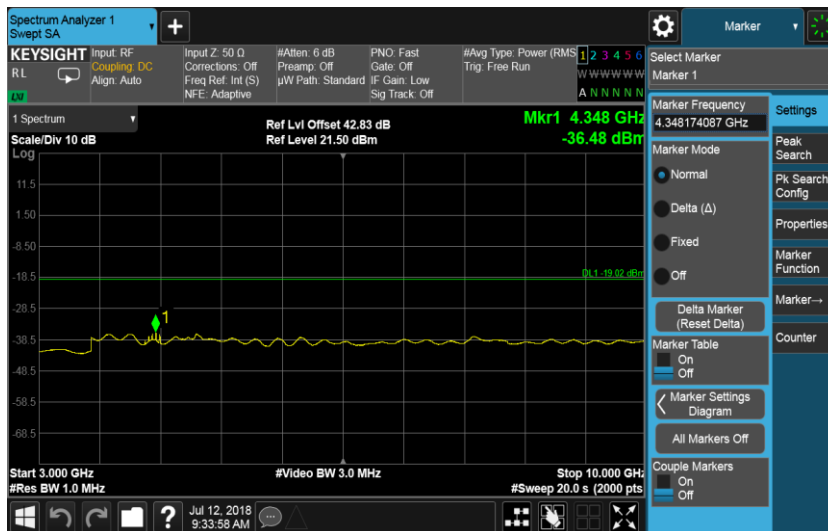 Spectrum Analyzer 1
Swept SA
Marker
KEYSIGHT
RL
LXI
Input: RF
Coupling: DC
Align: Auto
Input Z: 50 Ω
Corrections: Off
Freq Ref: Int (S)
NFE: Adaptive
#Atten: 6 dB
Preamp: Off
µW Path: Standard
PNO: Fast
Gate: Off
IF Gain: Low
Sig Track: Off
#Avg Type: Power (RMS
Trig: Free Run
1 2 3 4 5 6
W W W W W W
A N N N N N
Select Marker
Marker 1
1 Spectrum
Scale/Div 10 dB
Log
Ref Lvl Offset 42.83 dB
Ref Level 21.50 dBm
Mkr1 4.348 GHz
-36.48 dBm
11.5
1.50
-8.50
-18.5
-28.5
-38.5
-48.5
-58.5
-68.5
DL1 -19.02 dBm
1
Start 3.000 GHz
#Res BW 1.0 MHz
#Video BW 3.0 MHz
Stop 10.000 GHz
#Sweep 20.0 s (2000 pts
Marker Frequency
4.348174087 GHz
Marker Mode
Normal
Delta (Δ)
Fixed
Off
Delta Marker
(Reset Delta)
Marker Table
On
Off
Marker Settings
Diagram
All Markers Off
Couple Markers
On
Off
Settings
Peak
Search
Pk Search
Config
Properties
Marker
Function
Marker→
Counter
?
Jul 12, 2018
9:33:58 AM